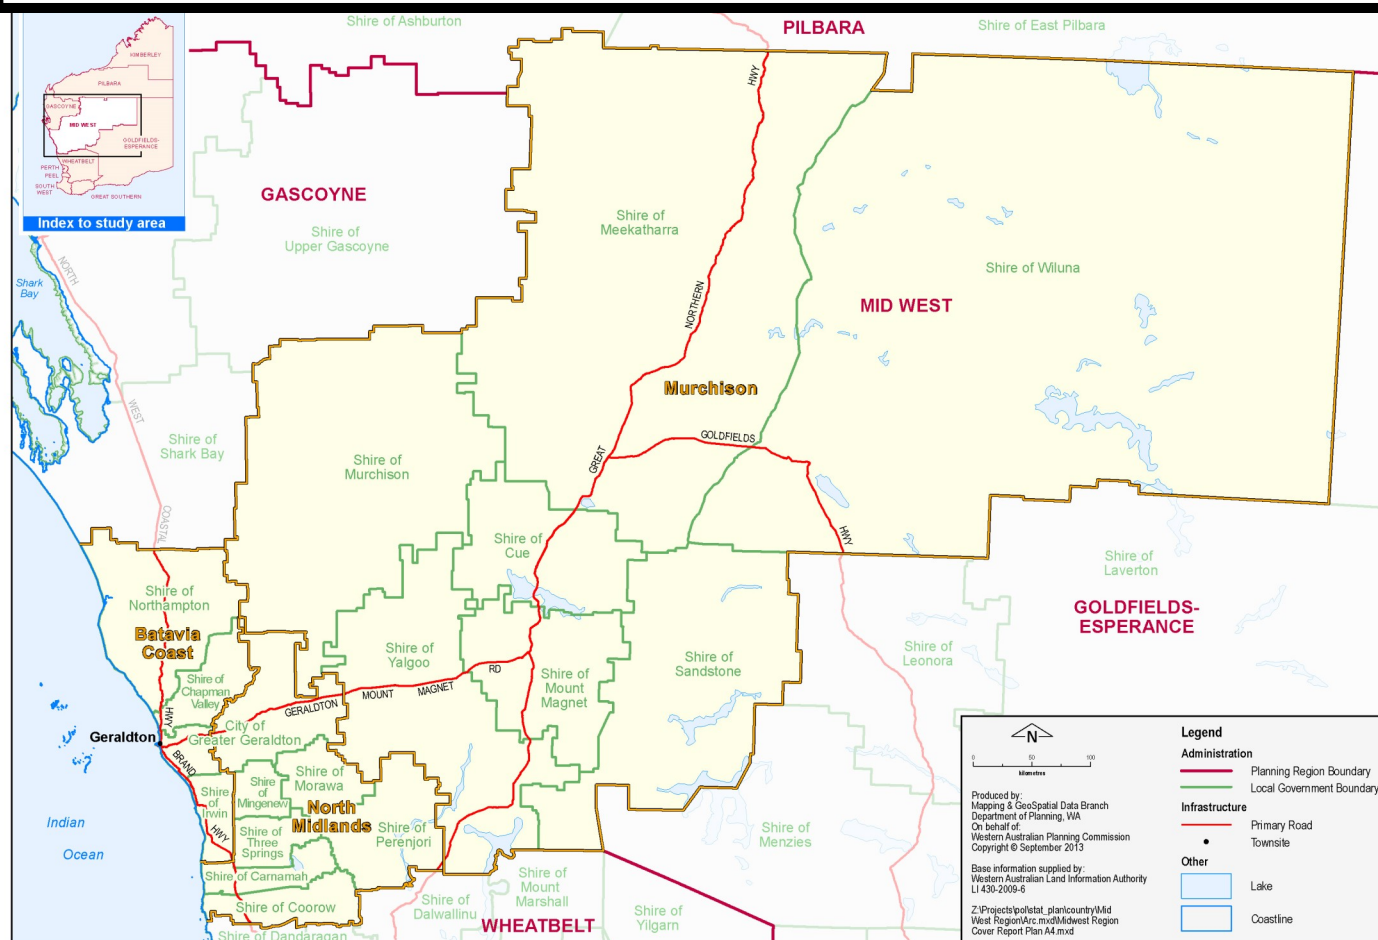 Shire of Ashburton
PILBARA
Shire of East Pilbara
KIMBERLEY
PILBARA
GASCOYNE
MID WEST
GOLDFIELDS-
ESPERANCE
WHEATBELT
PERTH
PEEL
SOUTH
WEST
GREAT SOUTHERN
Index to study area
HWY
GASCOYNE
Shire of
Upper Gascoyne
Shire of
Meekatharra
Shire of Wiluna
MID WEST
NORTH
Shark
Bay
NORTHERN
Murchison
WEST
GOLDFIELDS
GREAT
Shire of
Shark Bay
Shire of
Murchison
COASTAL
HWY
Shire of
Cue
Shire of
Laverton
Shire of
Northampton
GOLDFIELDS-
ESPERANCE
Batavia
Coast
Shire of
Yalgoo
Shire of
Sandstone
Shire of
Leonora
RD
Shire of
Mount
Magnet
Shire of
Chapman
Valley
MAGNET
MOUNT
GERALDTON
HWY
City of
Greater Geraldton
Geraldton
BRAND
Shire of
Morawa
Shire
of
Mingenew
Shire
of
Irwin
North
Midlands
HWY
Shire of
Three
Springs
Shire of
Perenjori
Indian
Ocean
Shire of
Menzies
Shire of Carnamah
Shire of
Mount
Marshall
Shire of Coorow
Shire of
Dalwallinu
WHEATBELT
Shire of
Yilgarn
Shire of Dandaragan
N
0 50 100
kilometres
Produced by:
Mapping & GeoSpatial Data Branch
Department of Planning, WA
On behalf of:
Western Australian Planning Commission
Copyright © September 2013
Base information supplied by:
Western Australian Land Information Authority
LI 430-2009-6
Z:\Projects\pol\stat_plan\country\Mid
West Region\Arc.mxd\Midwest Region
Cover Report Plan A4.mxd
Legend
Administration
Planning Region Boundary
Local Government Boundary
Infrastructure
Primary Road
Townsite
Other
Lake
Coastline